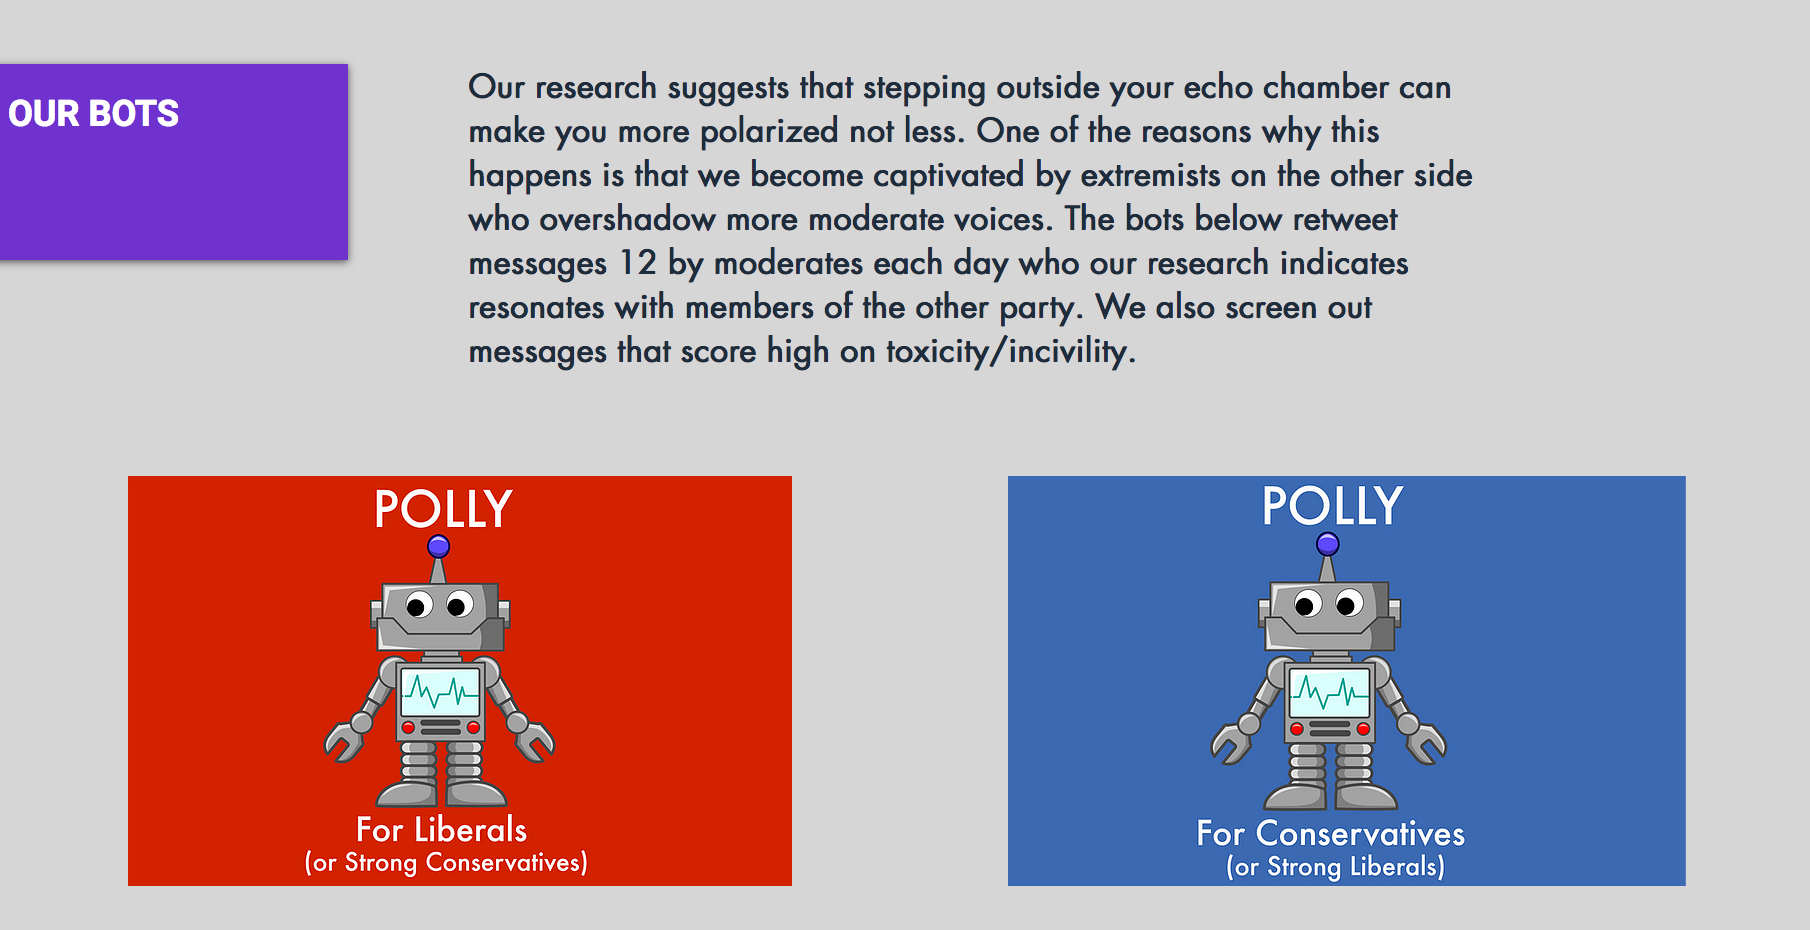 OUR BOTS
Our research suggests that stepping outside your echo chamber can
make you more polarized not less. One of the reasons why this
happens is that we become captivated by extremists on the other side
who overshadow more moderate voices. The bots below retweet
messages 12 by moderates each day who our research indicates
resonates with members of the other party. We also screen out
messages that score high on toxicity/incivility.
POLLY
For Liberals
(or Strong Conservatives)
POLLY
For Conservatives
(or Strong Liberals)